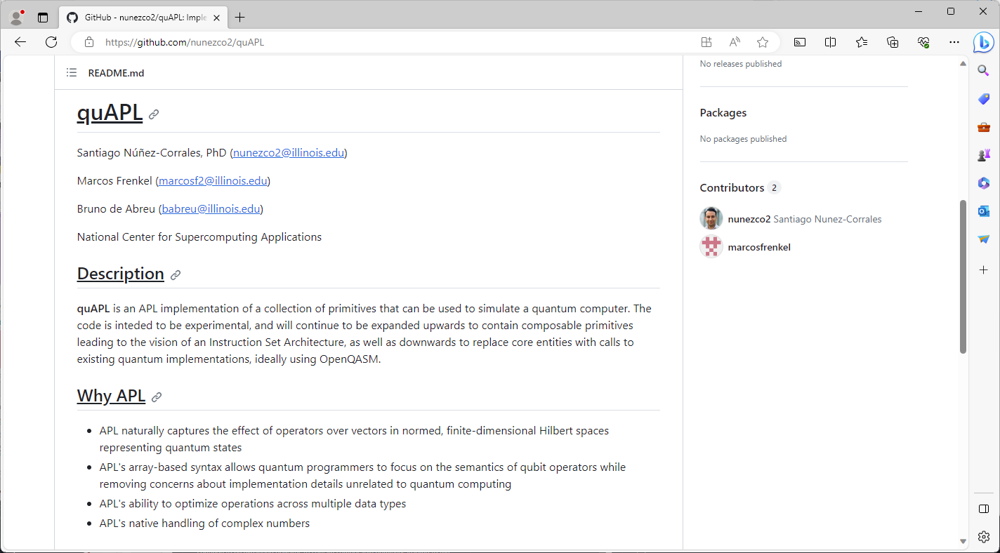 GitHub - nunezco2/quAPL: Imple
https://github.com/nunezco2/quAPL
README.md
quAPL
Santiago Núñez-Corrales, PhD (nunezco2@illinois.edu)
Marcos Frenkel (marcosf2@illinois.edu)
Bruno de Abreu (babreu@illinois.edu)
National Center for Supercomputing Applications
Description
quAPL is an APL implementation of a collection of primitives that can be used to simulate a quantum computer. The
code is inteded to be experimental, and will continue to be expanded upwards to contain composable primitives
leading to the vision of an Instruction Set Architecture, as well as downwards to replace core entities with calls to
existing quantum implementations, ideally using OpenQASM.
Why APL
• APL naturally captures the effect of operators over vectors in normed, finite-dimensional Hilbert spaces
representing quantum states
• APL's array-based syntax allows quantum programmers to focus on the semantics of qubit operators while
removing concerns about implementation details unrelated to quantum computing
• APL's ability to optimize operations across multiple data types
• APL's native handling of complex numbers
No releases published
Packages
No packages published
Contributors 2
nunezco2 Santiago Nunez-Corrales
marcosfrenkel